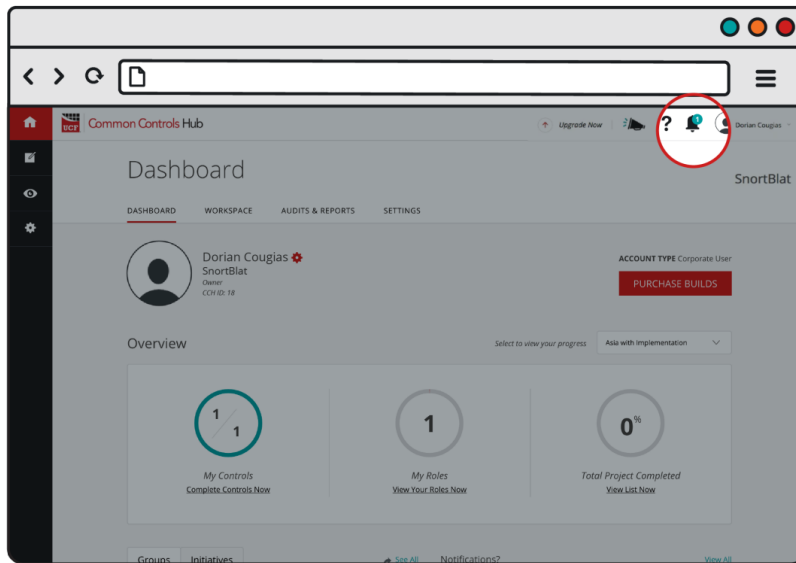 UCF Common Controls Hub
Upgrade Now
?
1
Dorian Cougias
Dashboard
SnortBlat
DASHBOARD WORKSPACE AUDITS & REPORTS SETTINGS
Dorian Cougias
SnortBlat
Owner
CCH ID: 18
ACCOUNT TYPE Corporate User
PURCHASE BUILDS
Overview
Select to view your progress
Asia with Implementation
1/1
My Controls
Complete Controls Now
1
My Roles
View Your Roles Now
0%
Total Project Completed
View List Now
Groups Initiatives
See All
Notifications?
View All